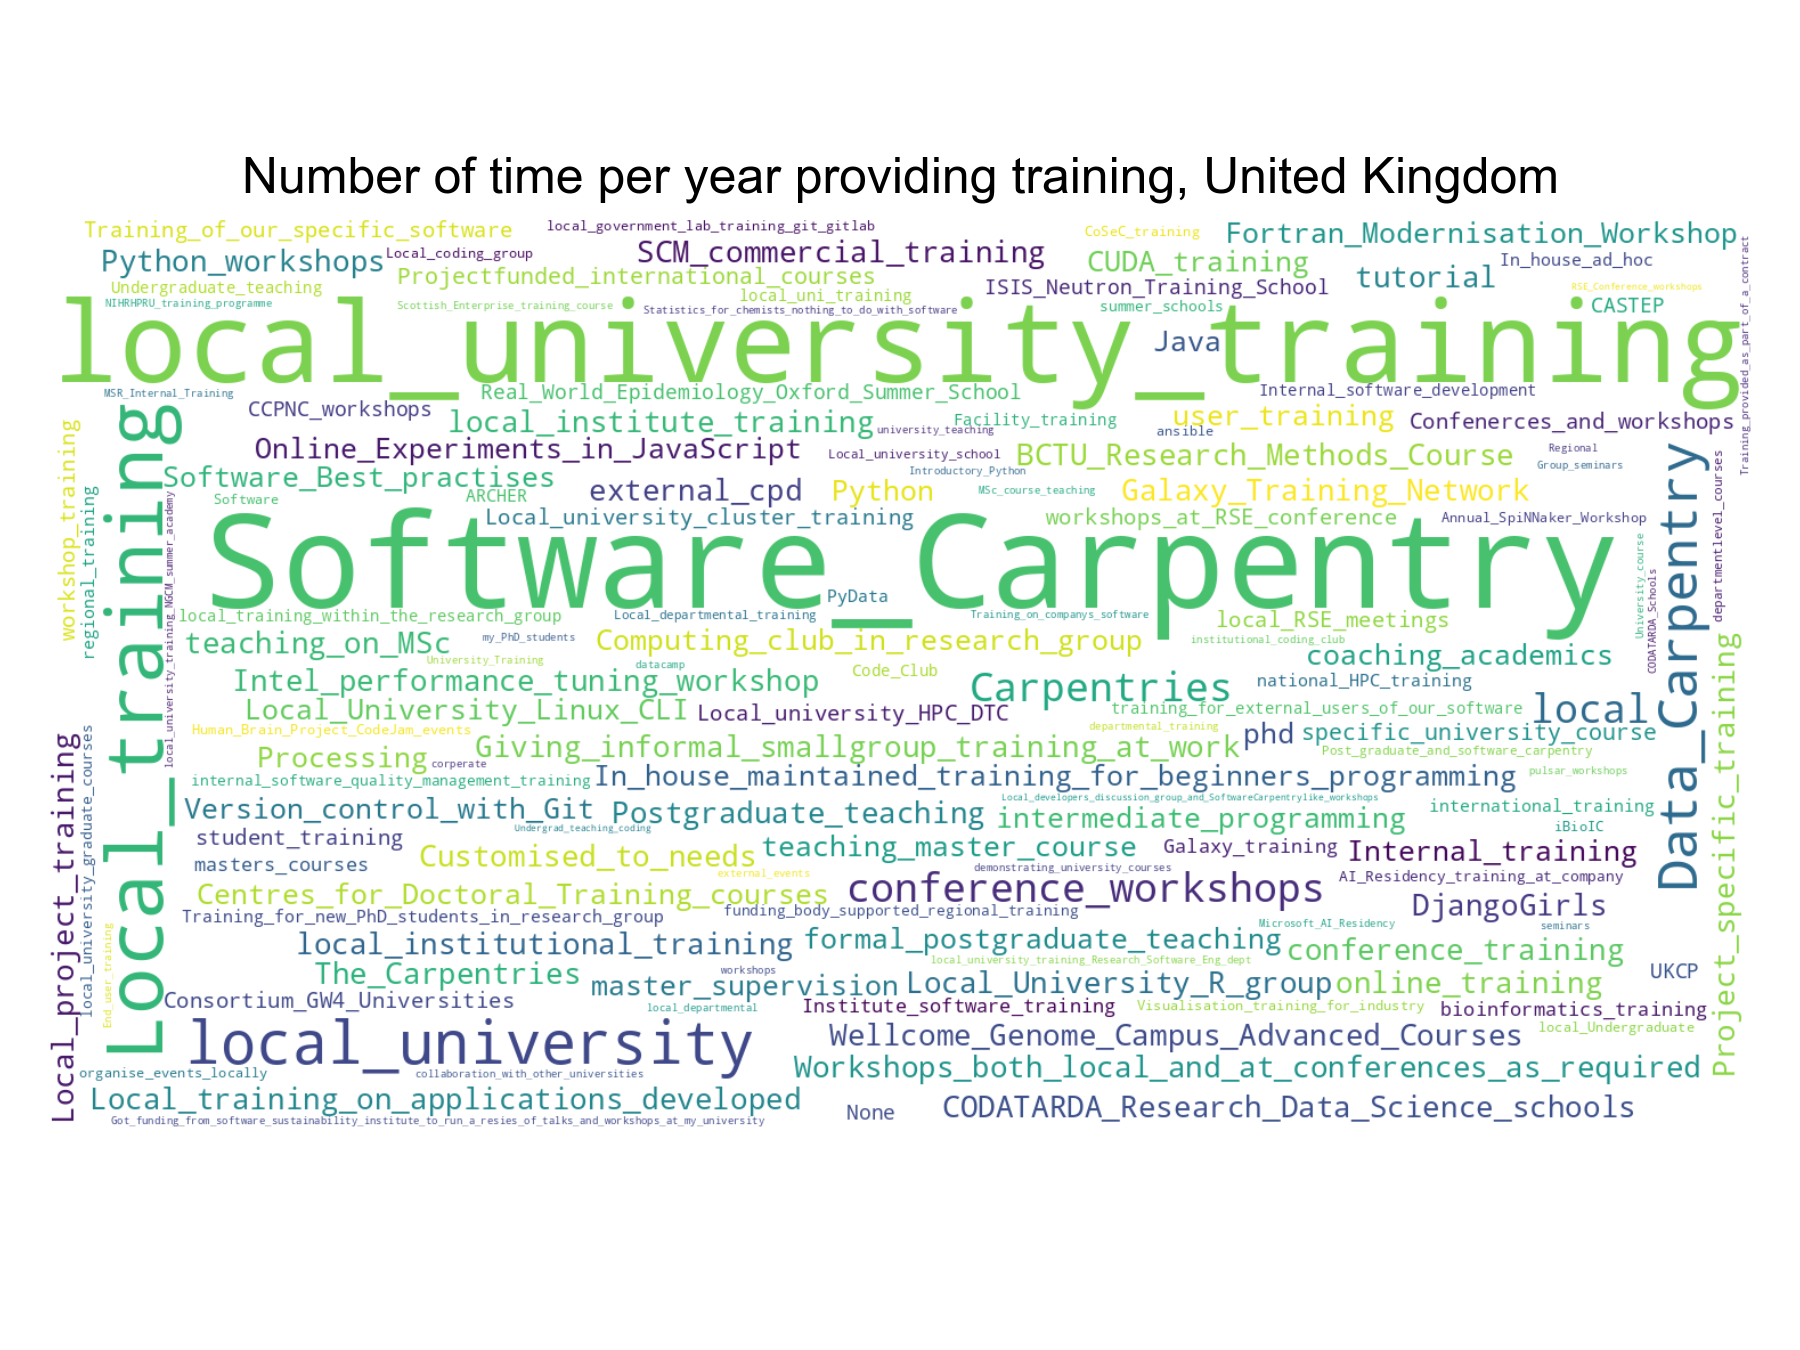 Number of time per year providing training, United Kingdom
Training_of_our_specific_software
local_government_lab_training_git_gitlab
CoSeC_training
Fortran_Modernisation_Workshop
Python_workshops
Local_coding_group
SCM_commercial_training
CUDA_training
In_house_ad_hoc
Projectfunded_international_courses
tutorial
Undergraduate_teaching
ISIS_Neutron_Training_School
RSE_Conference_workshops
NIHRHPRU_training_programme
Scottish_Enterprise_training_course
local_uni_training
Statistics_for_chemists_nothing_to_do_with_software
summer_schools
CASTEP
Training_provided_as_part_of_a_contract
local_university_training
Java
MSR_Internal_Training
Real_World_Epidemiology_Oxford_Summer_School
Internal_software_development
CCPNC_workshops
local_institute_training
Facility_training
user_training
Confenerces_and_workshops
university_teaching
ansible
Online_Experiments_in_JavaScript
Local_university_school
BCTU_Research_Methods_Course
Regional
Group_seminars
Software_Best_practises
Introductory_Python
Software
ARCHER
external_cpd
Python
MSc_course_teaching
Galaxy_Training_Network
Local_university_cluster_training
workshops_at_RSE_conference
Annual_SpiNNaker_Workshop
workshop_training
regional_training
Local_training
local_university_training_NGCM_summer_academy
Software_Carpentry
Data_Carpentry
departmentlevel_courses
University_course
CODATARDA_Schools
PyData
local_training_within_the_research_group
Local_departmental_training
Training_on_companys_software
local_RSE_meetings
teaching_on_MSc
my_PhD_students
Computing_club_in_research_group
institutional_coding_club
University_Training
datacamp
Code_Club
coaching_academics
Intel_performance_tuning_workshop
Carpentries
national_HPC_training
Local_University_Linux_CLI
Local_university_HPC_DTC
training_for_external_users_of_our_software
local
Project_specific_training
Human_Brain_Project_CodeJam_events
departmental_training
phd
specific_university_course
Processing
corperate
Giving_informal_smallgroup_training_at_work
Post_graduate_and_software_carpentry
internal_software_quality_management_training
In_house_maintained_training_for_beginners_programming
pulsar_workshops
Local_project_training
local_university_graduate_courses
Version_control_with_Git
Postgraduate_teaching
Local_developers_discussion_group_and_SoftwareCarpentrylike_workshops
international_training
intermediate_programming
Undergrad_teaching_coding
iBioIC
student_training
teaching_master_course
Galaxy_training
Internal_training
masters_courses
Customised_to_needs
external_events
demonstrating_university_courses
AI_Residency_training_at_company
Centres_for_Doctoral_Training_courses
conference_workshops
DjangoGirls
Training_for_new_PhD_students_in_research_group
funding_body_supported_regional_training
Microsoft_AI_Residency
seminars
End_user_training
local_institutional_training
formal_postgraduate_teaching
conference_training
local_university_training_Research_Software_Eng_dept
The_Carpentries
workshops
UKCP
master_supervision
Local_University_R_group
online_training
Consortium_GW4_Universities
local_departmental
Institute_software_training
Visualisation_training_for_industry
bioinformatics_training
local_university
Wellcome_Genome_Campus_Advanced_Courses
local_Undergraduate
organise_events_locally
collaboration_with_other_universities
Workshops_both_local_and_at_conferences_as_required
Local_training_on_applications_developed
None
CODATARDA_Research_Data_Science_schools
Got_funding_from_software_sustainability_institute_to_run_a_resies_of_talks_and_workshops_at_my_university